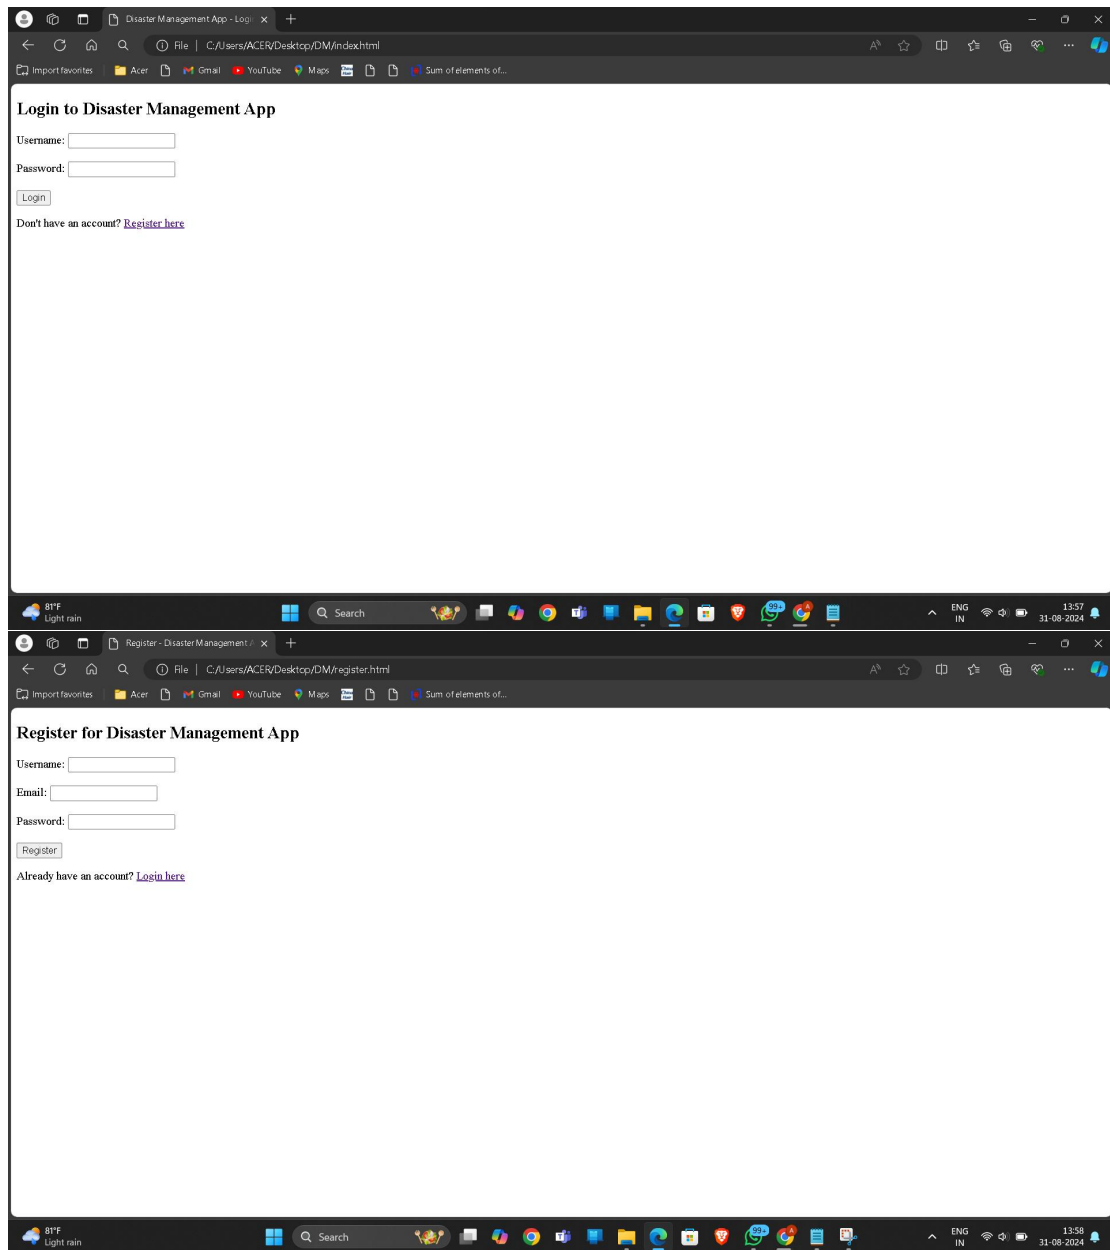 Disaster Management App - Logi
File | C:/Users/ACER/Desktop/DM/index.html
Import favorites Acer Gmail YouTube Maps Sum of elements of...
Login to Disaster Management App
Username:
Password:
Login
Don't have an account? Register here
81°F
Light rain
Search
99+
ENG
IN
13:57
31-08-2024
Register - Disaster Management A
File | C:/Users/ACER/Desktop/DM/register.html
Import favorites Acer Gmail YouTube Maps Sum of elements of...
Register for Disaster Management App
Username:
Email:
Password:
Register
Already have an account? Login here
81°F
Light rain
Search
99+
ENG
IN
13:58
31-08-2024